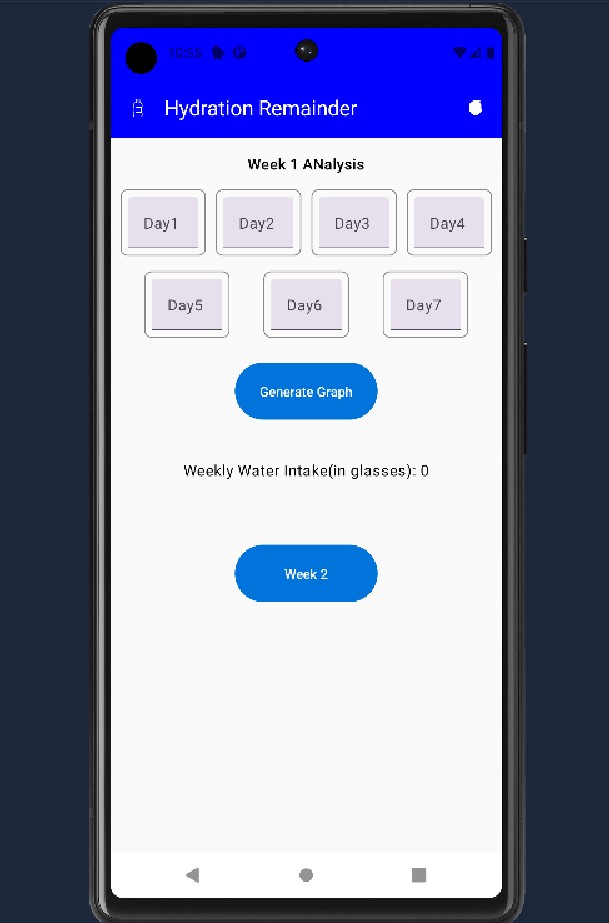 10:55
Hydration Remainder
Week 1 ANalysis
Day1 Day2 Day3 Day4
Day5 Day6 Day7
Generate Graph
Weekly Water Intake(in glasses): 0
Week 2